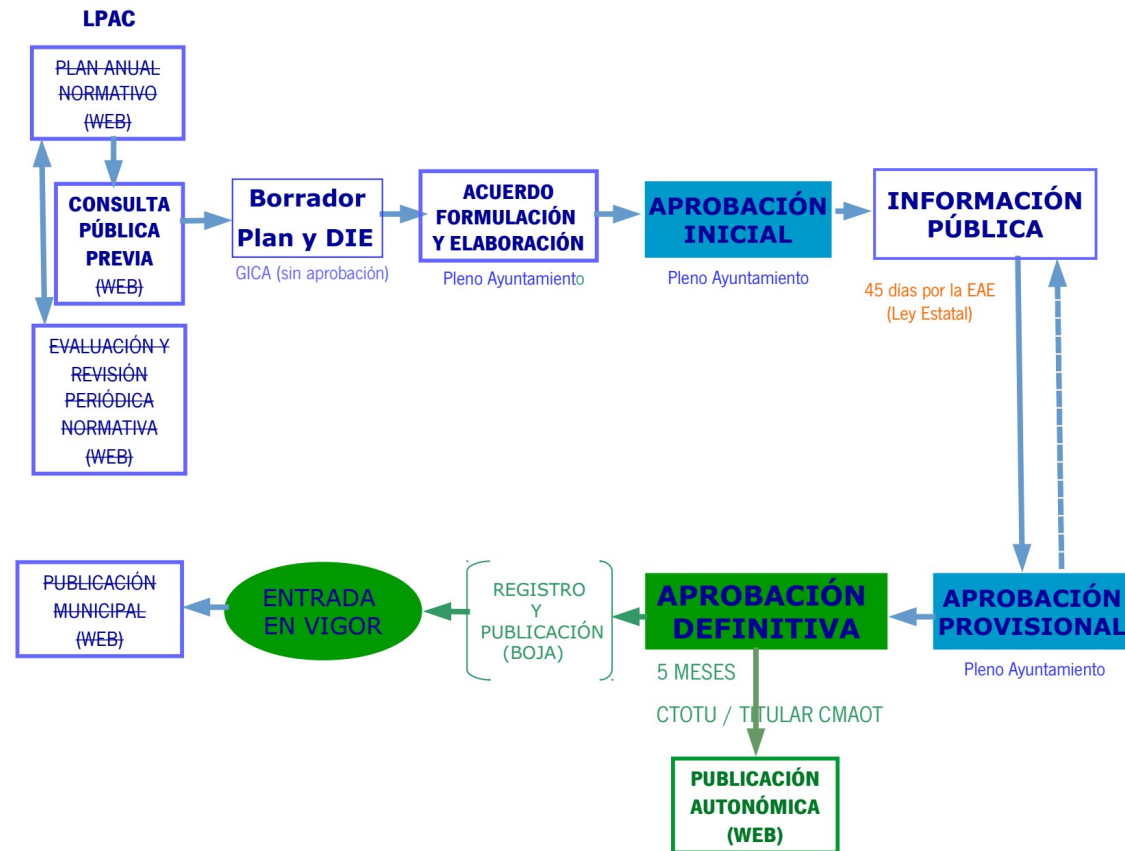 LPAC
PLAN ANUAL
NORMATIVO
(WEB)
CONSULTA
PÚBLICA
PREVIA
(WEB)
EVALUACIÓN Y
REVISIÓN
PERIÓDICA
NORMATIVA
(WEB)
Borrador
Plan y DIE
GICA (sin aprobación)
ACUERDO
FORMULACIÓN
Y ELABORACIÓN
Pleno Ayuntamiento
APROBACIÓN
INICIAL
Pleno Ayuntamiento
INFORMACIÓN
PÚBLICA
45 días por la EAE
(Ley Estatal)
APROBACIÓN
PROVISIONAL
Pleno Ayuntamiento
APROBACIÓN
DEFINITIVA
5 MESES
CTOTU / TITULAR CMAOT
PUBLICACIÓN
AUTONÓMICA
(WEB)
REGISTRO
Y
PUBLICACIÓN
(BOJA)
ENTRADA
EN VIGOR
PUBLICACIÓN
MUNICIPAL
(WEB)